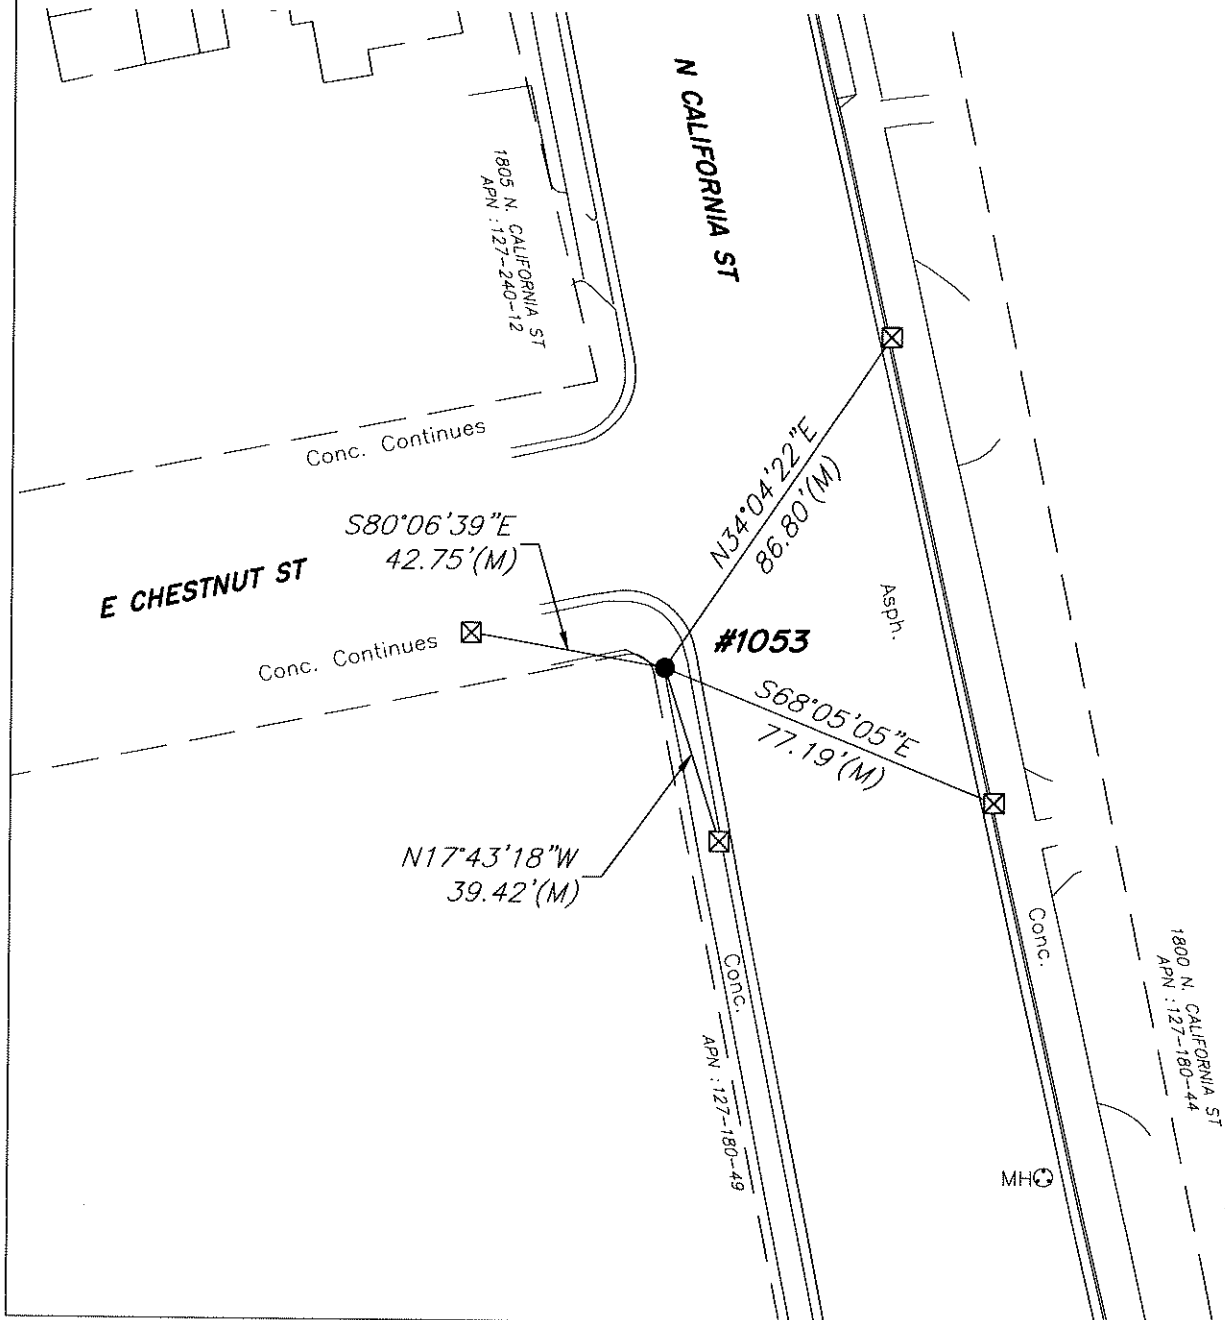 N CALIFORNIA ST
1805 N. CALIFORNIA ST
APN : 127-240-12
Conc. Continues
S80°06'39"E
42.75'(M)
N34°04'22"E
86.80'(M)
E CHESTNUT ST
Asph.
#1053
Conc. Continues
S68°05'05"E
77.19'(M)
N17°43'18"W
39.42'(M)
Conc.
Conc.
1800 N. CALIFORNIA ST
APN : 127-180-44
APN : 127-180-49
MH